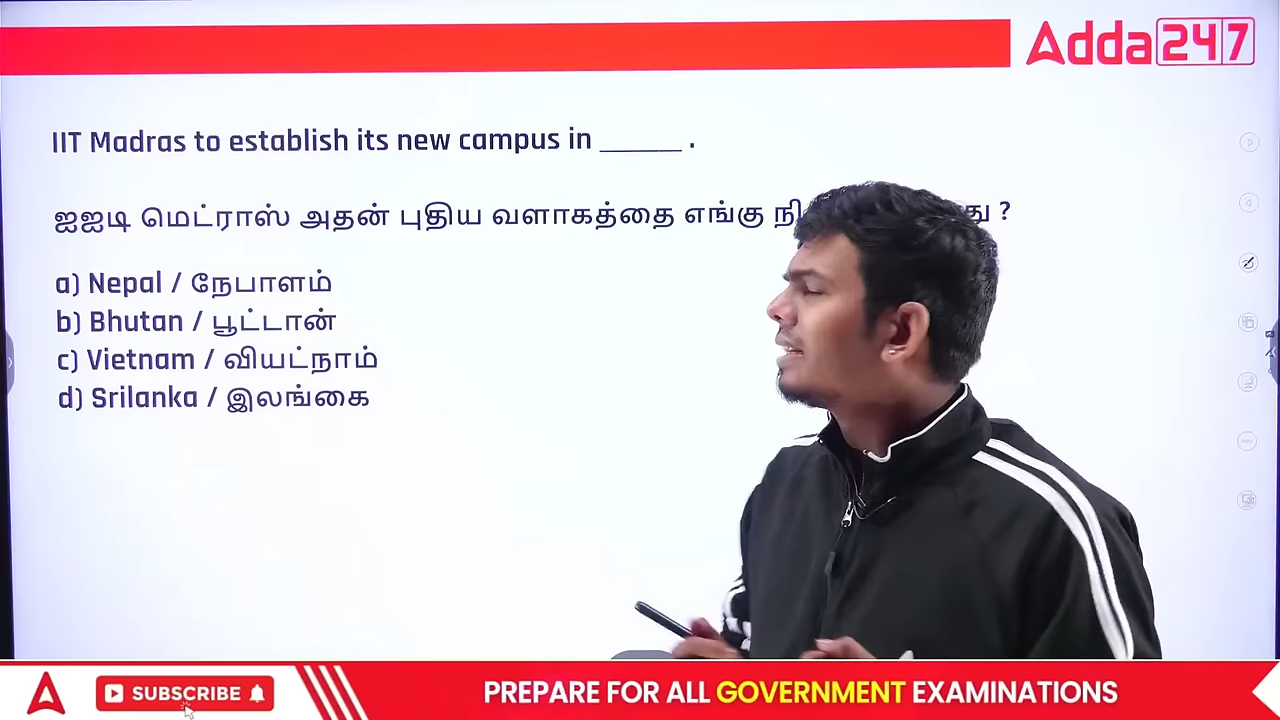 Adda247
IIT Madras to establish its new campus in ______ .
ஐஐடி மெட்ராஸ் அதன் புதிய வளாகத்தை எங்கு ?
a) Nepal / நேபாளம்
b) Bhutan / பூட்டான்
c) Vietnam / வியட்நாம்
d) Srilanka / இலங்கை
SUBSCRIBE
PREPARE FOR ALL GOVERNMENT EXAMINATIONS